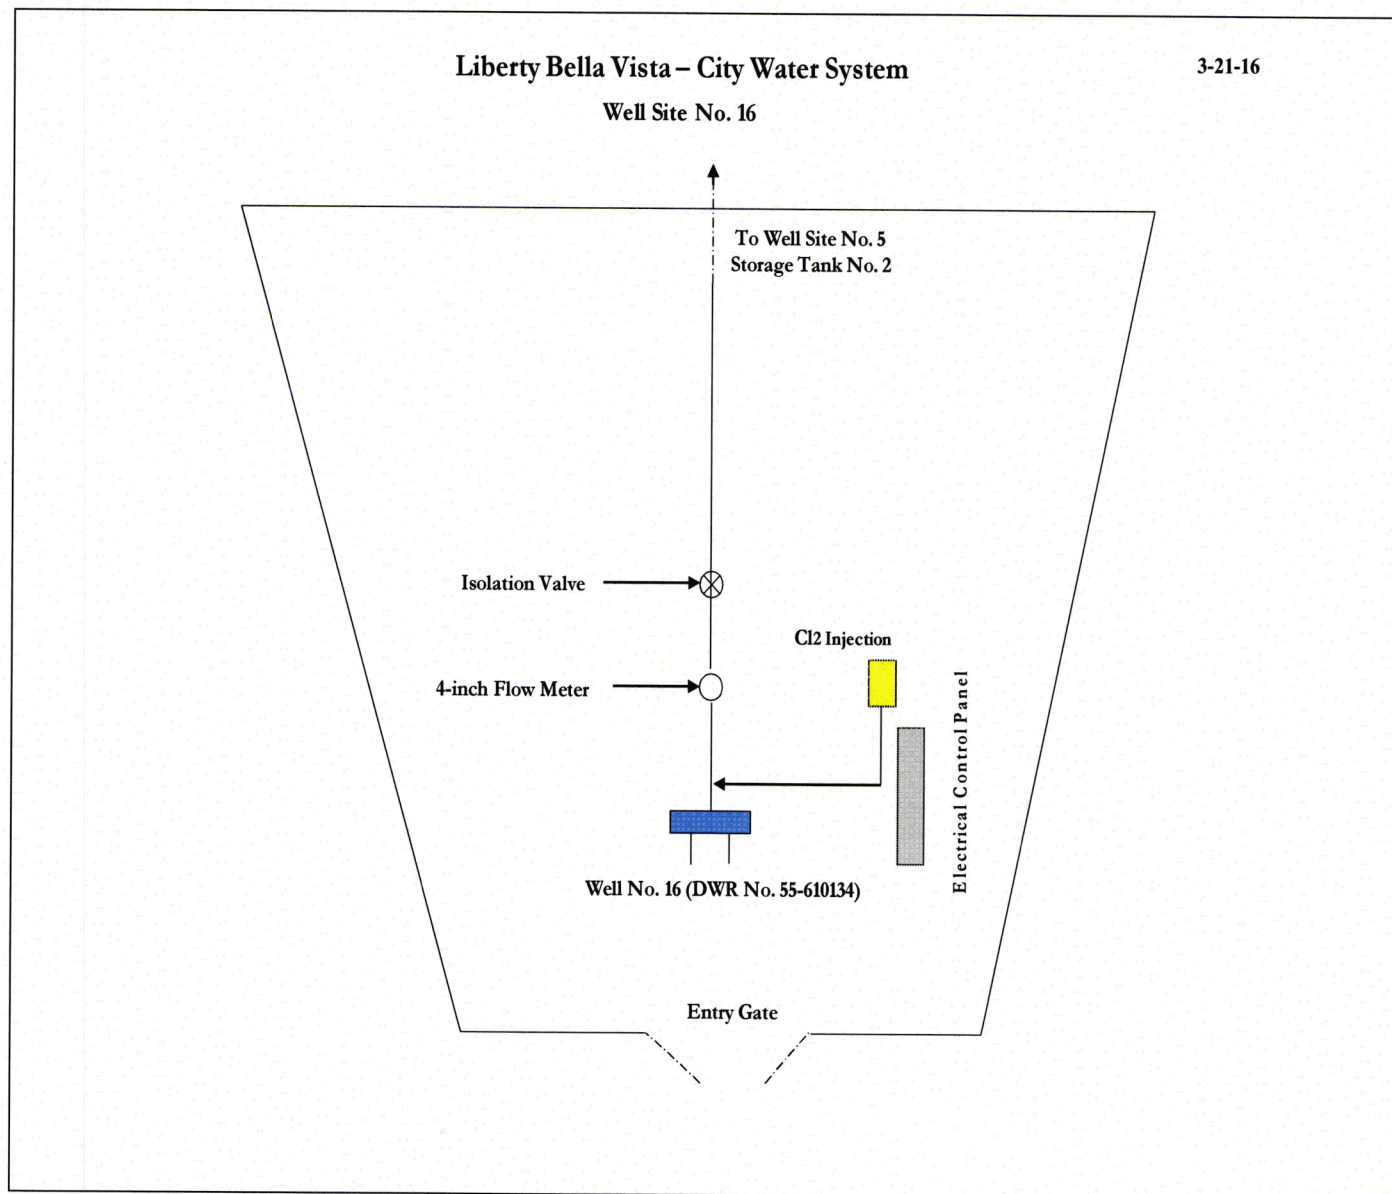 Liberty Bella Vista – City Water System
3-21-16
Well Site No. 16
To Well Site No. 5
Storage Tank No. 2
Isolation Valve
Cl2 Injection
4-inch Flow Meter
Electrical Control Panel
Well No. 16 (DWR No. 55-610134)
Entry Gate